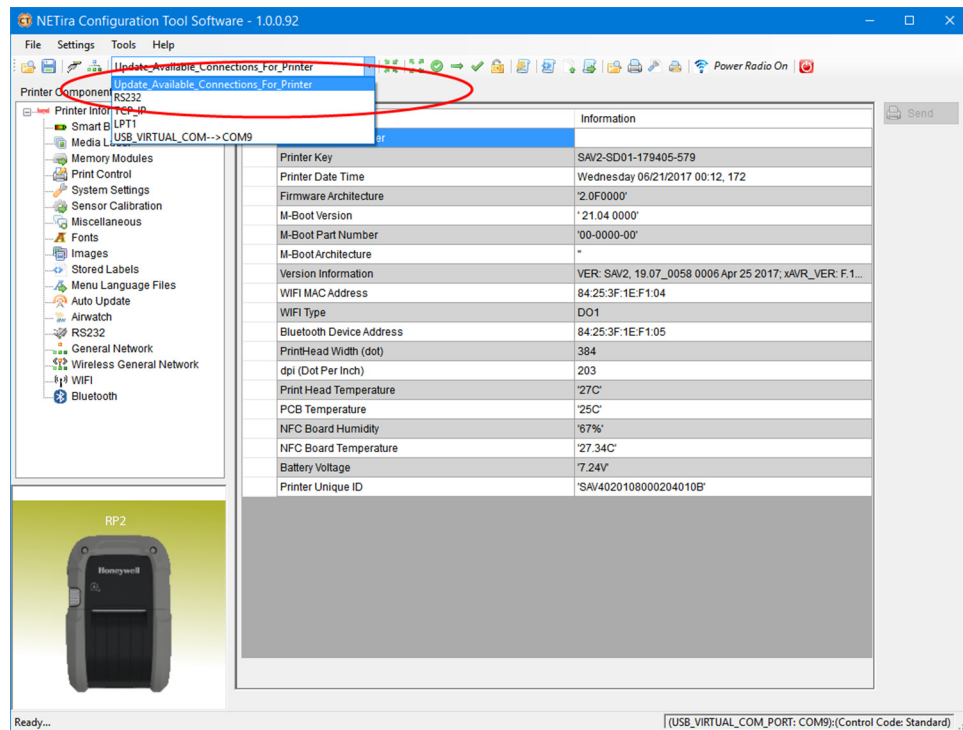 NETira Configuration Tool Software - 1.0.0.92
File Settings Tools Help
Update_Available_Connections_For_Printer
Power Radio On
Update_Available_Connections_For_Printer
RS232
TCP_IP
LPT1
USB_VIRTUAL_COM-->COM9
Printer Component
Printer Infor
Smart B
Media L
Memory Modules
Print Control
System Settings
Sensor Calibration
Miscellaneous
Fonts
Images
Stored Labels
Menu Language Files
Auto Update
Airwatch
RS232
General Network
Wireless General Network
WIFI
Bluetooth
Information
Send
er
Printer Key SAV2-SD01-179405-579
Printer Date Time Wednesday 06/21/2017 00:12, 172
Firmware Architecture '2.0F0000'
M-Boot Version ' 21.04 0000'
M-Boot Part Number '00-0000-00'
M-Boot Architecture ''
Version Information VER: SAV2, 19.07_0058 0006 Apr 25 2017; xAVR_VER: F.1...
WIFI MAC Address 84:25:3F:1E:F1:04
WIFI Type DO1
Bluetooth Device Address 84:25:3F:1E:F1:05
PrintHead Width (dot) 384
dpi (Dot Per Inch) 203
Print Head Temperature '27C'
PCB Temperature '25C'
NFC Board Humidity '67%'
NFC Board Temperature '27.34C'
Battery Voltage '7.24V'
Printer Unique ID 'SAV4020108000204010B'
RP2
Honeywell
Ready...
(USB_VIRTUAL_COM_PORT: COM9):(Control Code: Standard)